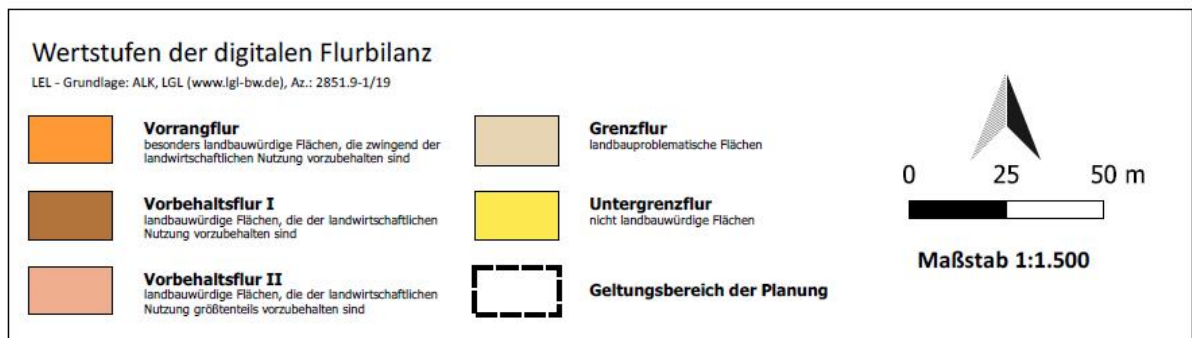 Wertstufen der digitalen Flurbilanz
LEL - Grundlage: ALK, LGL (www.lgl-bw.de), Az.: 2851.9-1/19
Vorrangflur
besonders landbauwürdige Flächen, die zwingend der
landwirtschaftlichen Nutzung vorzubehalten sind
Vorbehaltsflur I
landbauwürdige Flächen, die der landwirtschaftlichen
Nutzung vorzubehalten sind
Vorbehaltsflur II
landbauwürdige Flächen, die der landwirtschaftlichen
Nutzung größtenteils vorzubehalten sind
Grenzflur
landbauproblematische Flächen
Untergrenzflur
nicht landbauwürdige Flächen
Geltungsbereich der Planung
0 25 50 m
Maßstab 1:1.500